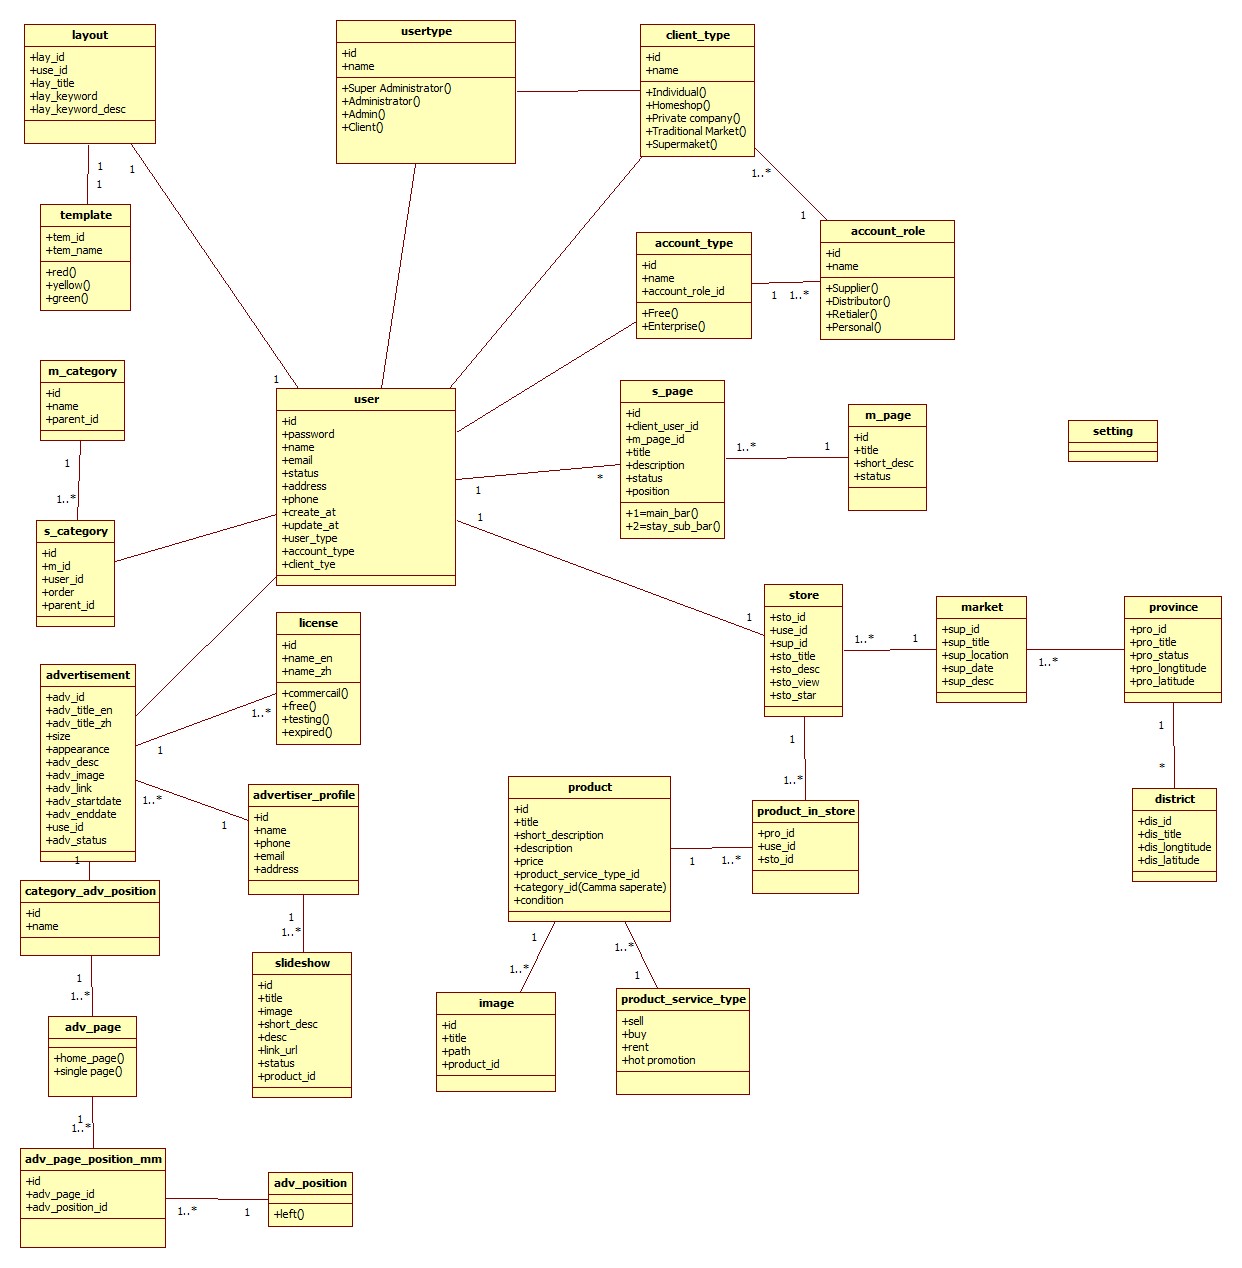 layout
+lay_id
+use_id
+lay_title
+lay_keyword
+lay_keyword_desc
usertype
+id
+name
+Super Administrator()
+Administrator()
+Admin()
+Client()
client_type
+id
+name
+Individual()
+Homeshop()
+Private company()
+Traditional Market()
+Supermaket()
1
1
1
1..*
1
template
+tem_id
+tem_name
+red()
+yellow()
+green()
account_type
+id
+name
+account_role_id
+Free()
+Enterprise()
1
1..*
account_role
+id
+name
+Supplier()
+Distributor()
+Retialer()
+Personal()
m_category
+id
+name
+parent_id
1
1..*
s_category
+id
+m_id
+user_id
+order
+parent_id
1
user
+id
+password
+name
+email
+status
+address
+phone
+create_at
+update_at
+user_type
+account_type
+client_tye
1
*
1
1
s_page
+id
+client_user_id
+m_page_id
+title
+description
+status
+position
+1=main_bar()
+2=stay_sub_bar()
1..*
1
m_page
+id
+title
+short_desc
+status
setting
store
+sto_id
+use_id
+sup_id
+sto_title
+sto_desc
+sto_view
+sto_star
1..*
1
market
+sup_id
+sup_title
+sup_location
+sup_date
+sup_desc
1..*
province
+pro_id
+pro_title
+pro_status
+pro_longtitude
+pro_latitude
1
*
district
+dis_id
+dis_title
+dis_longtitude
+dis_latitude
license
+id
+name_en
+name_zh
+commercail()
+free()
+testing()
+expired()
advertisement
+adv_id
+adv_title_en
+adv_title_zh
+size
+appearance
+adv_desc
+adv_image
+adv_link
+adv_startdate
+adv_enddate
+use_id
+adv_status
1..*
1
1..*
1
1
advertiser_profile
+id
+name
+phone
+email
+address
1
1..*
slideshow
+id
+title
+image
+short_desc
+desc
+link_url
+status
+product_id
1
1..*
product
+id
+title
+short_description
+description
+price
+product_service_type_id
+category_id(Camma saperate)
+condition
1
1..*
product_in_store
+pro_id
+use_id
+sto_id
1
1..*
1..*
1
image
+id
+title
+path
+product_id
product_service_type
+sell
+buy
+rent
+hot promotion
category_adv_position
+id
+name
1
1..*
adv_page
+home_page()
+single page()
1
1..*
adv_page_position_mm
+id
+adv_page_id
+adv_position_id
1..*
1
adv_position
+left()